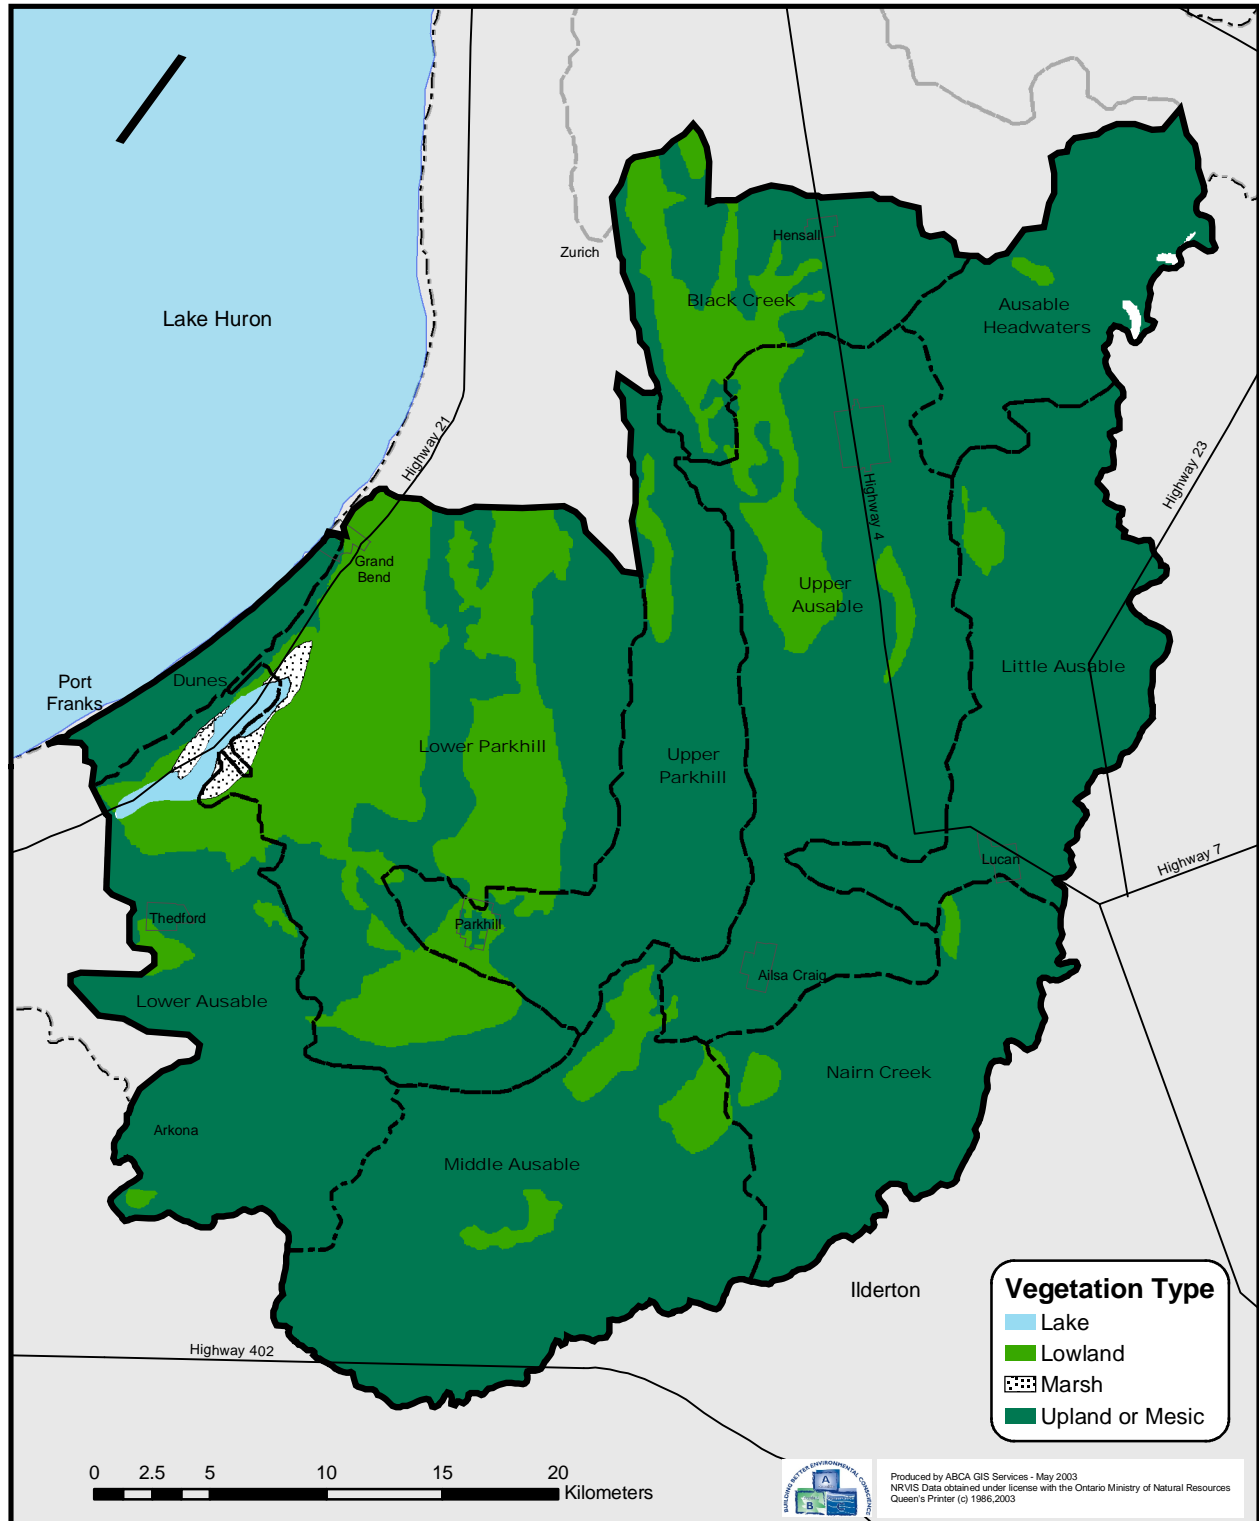 Zurich
Hensall
Black Creek
Ausable
Headwaters
Lake Huron
Highway 21
Highway 23
Highway 4
Grand
Bend
Upper
Ausable
Little Ausable
Port
Franks
Dunes
Lower Parkhill
Upper
Parkhill
Lucan
Highway 7
Thedford
Parkhill
Ailsa Craig
Lower Ausable
Nairn Creek
Arkona
Middle Ausable
Ilderton
Highway 402
Vegetation Type
Lake
Lowland
Marsh
Upland or Mesic
0 2.5 5 10 15 20
Kilometers
BUILDING BETTER ENVIRONMENTAL CONSCIENCE
A
B
C
Produced by ABCA GIS Services - May 2003
NRVIS Data obtained under license with the Ontario Ministry of Natural Resources
Queen's Printer (c) 1986,2003